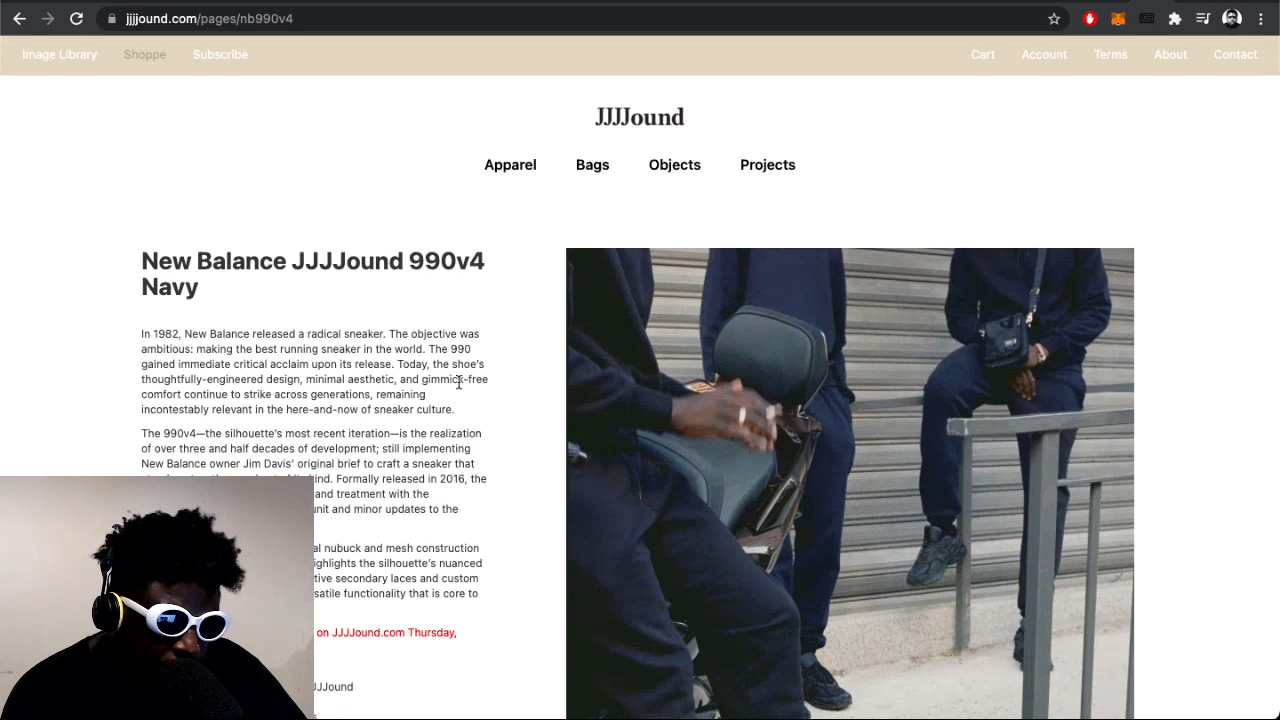 jjjjound.com/pages/nb990v4
Image Library Shoppe Subscribe Cart Account Terms About Contact
JJJJound
Apparel Bags Objects Projects
New Balance JJJJound 990v4
Navy
In 1982, New Balance released a radical sneaker. The objective was
ambitious: making the best running sneaker in the world. The 990
gained immediate critical acclaim upon its release. Today, the shoe's
thoughtfully-engineered design, minimal aesthetic, and gimmick-free
comfort continue to strike across generations, remaining
incontestably relevant in the here-and-now of sneaker culture.
The 990v4—the silhouette's most recent iteration—is the realization
of over three and half decades of development; still implementing
New Balance owner Jim Davis' original brief to craft a sneaker that
Formally released in 2016, the
and treatment with the
and minor updates to the
nubuck and mesh construction
the silhouette's nuanced
secondary laces and custom
functionality that is core to
on JJJJound.com Thursday,